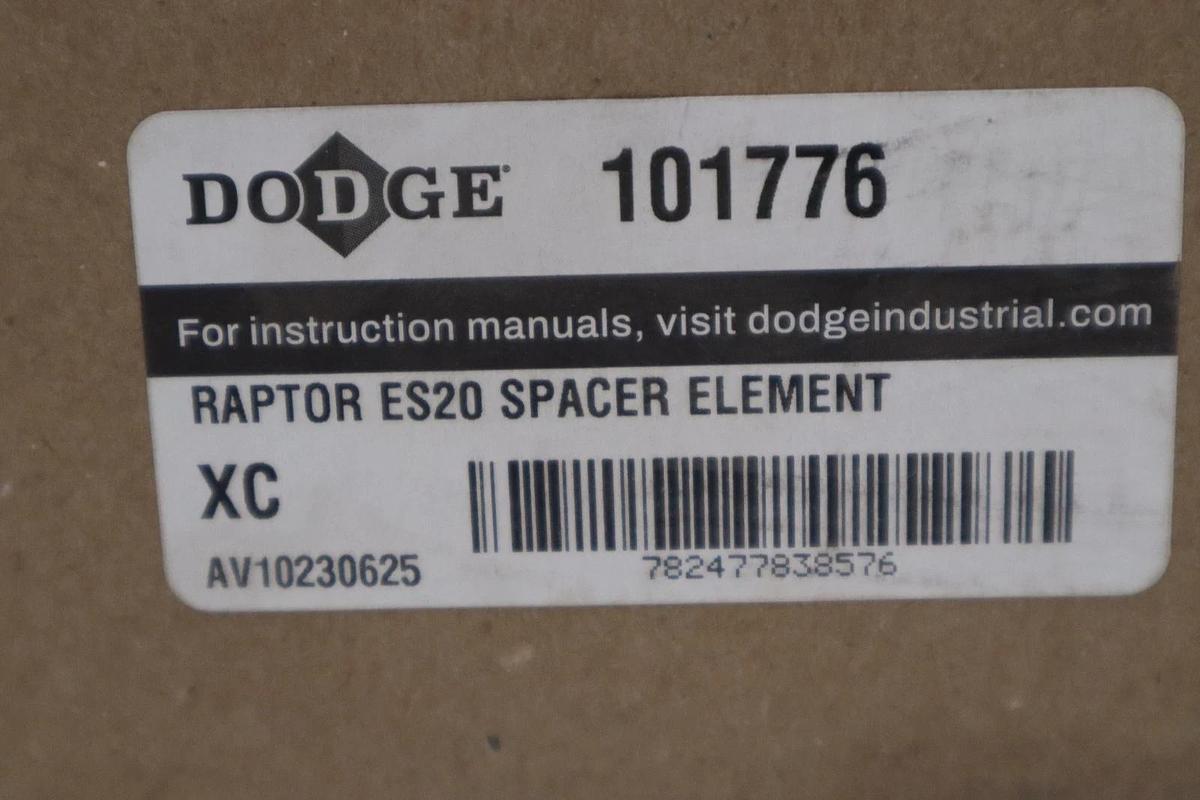 DODGE 101776
For instruction manuals, visit dodgeindustrial.com
RAPTOR ES20 SPACER ELEMENT
XC
AV10230625
782477838576